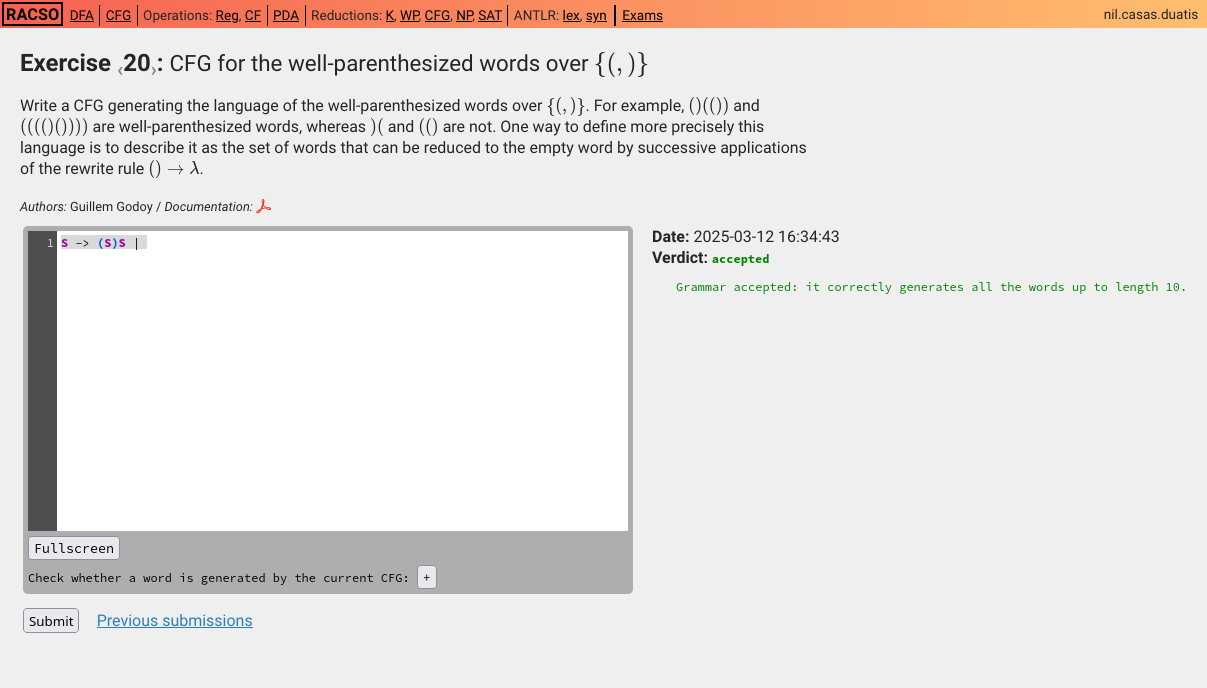 RACSO DFA CFG Operations: Reg, CF PDA Reductions: K, WP, CFG, NP, SAT ANTLR: lex, syn Exams nil.casas.duatis
Exercise ‹20›: CFG for the well-parenthesized words over {(, )}
Write a CFG generating the language of the well-parenthesized words over {(, )}. For example, ()(()) and
(((()()))) are well-parenthesized words, whereas )( and (() are not. One way to define more precisely this
language is to describe it as the set of words that can be reduced to the empty word by successive applications
of the rewrite rule () → λ.
Authors: Guillem Godoy / Documentation:
1 S -> (S)S |
Date: 2025-03-12 16:34:43
Verdict: accepted
Grammar accepted: it correctly generates all the words up to length 10.
Fullscreen
Check whether a word is generated by the current CFG: +
Submit Previous submissions